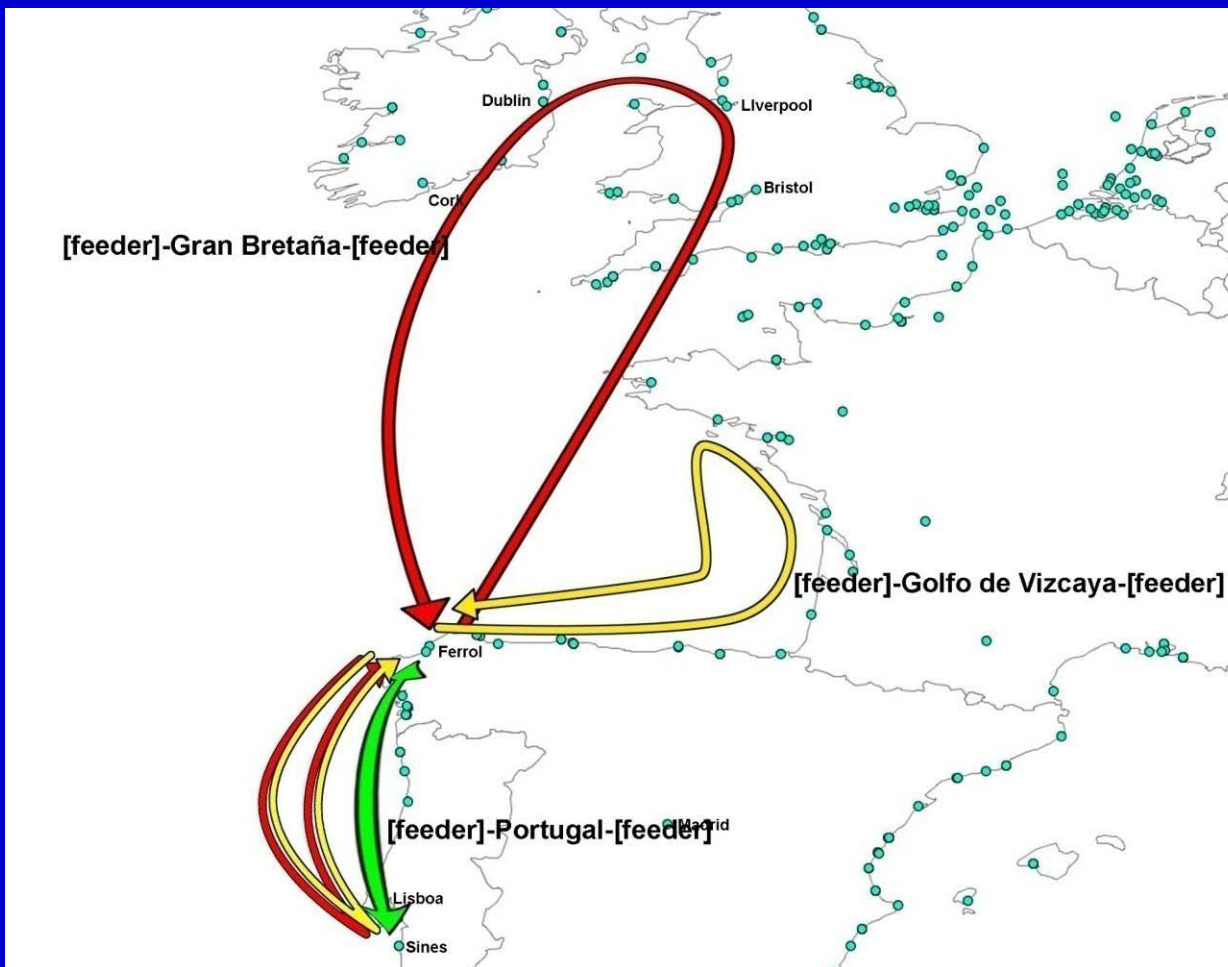 Dublin
LIverpool
Bristol
Cork
[feeder]-Gran Bretaña-[feeder]
[feeder]-Golfo de Vizcaya-[feeder]
Ferrol
[feeder]-Portugal-[feeder]
Madrid
Lisboa
Sines